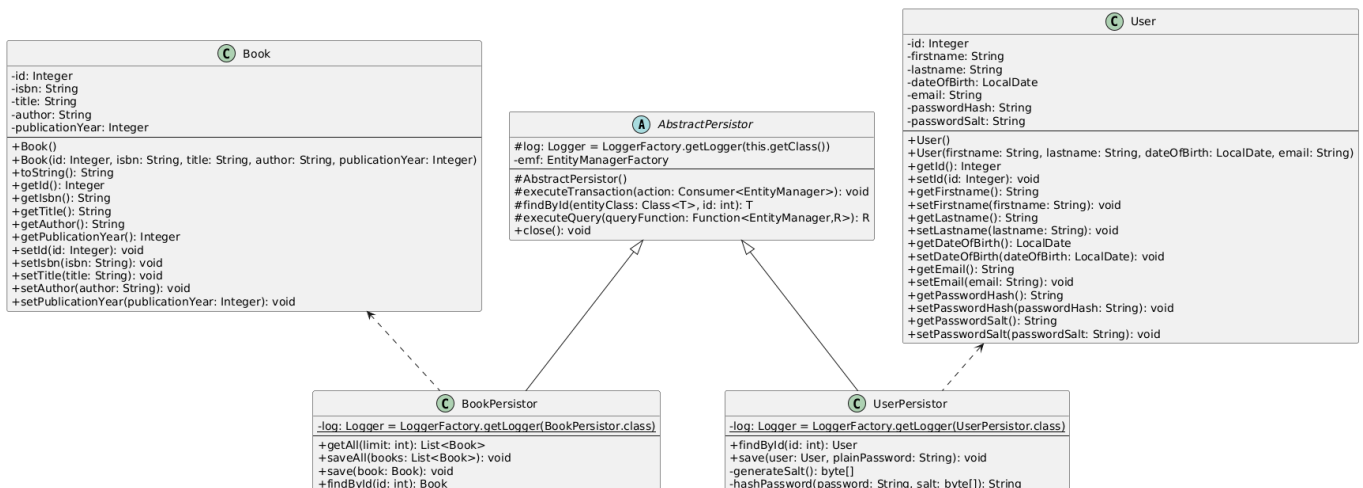 C Book
-id: Integer
-isbn: String
-title: String
-author: String
-publicationYear: Integer
+Book()
+Book(id: Integer, isbn: String, title: String, author: String, publicationYear: Integer)
+toString(): String
+getId(): Integer
+getIsbn(): String
+getTitle(): String
+getAuthor(): String
+getPublicationYear(): Integer
+setId(id: Integer): void
+setIsbn(isbn: String): void
+setTitle(title: String): void
+setAuthor(author: String): void
+setPublicationYear(publicationYear: Integer): void
A AbstractPersistor
#log: Logger = LoggerFactory.getLogger(this.getClass())
-emf: EntityManagerFactory
#AbstractPersistor()
#executeTransaction(action: Consumer<EntityManager>): void
#findById(entityClass: Class<T>, id: int): T
#executeQuery(queryFunction: Function<EntityManager,R>): R
+close(): void
C User
-id: Integer
-firstname: String
-lastname: String
-dateOfBirth: LocalDate
-email: String
-passwordHash: String
-passwordSalt: String
+User()
+User(firstname: String, lastname: String, dateOfBirth: LocalDate, email: String)
+getId(): Integer
+setId(id: Integer): void
+getFirstname(): String
+setFirstname(firstname: String): void
+getLastname(): String
+setLastname(lastname: String): void
+getDateOfBirth(): LocalDate
+setDateOfBirth(dateOfBirth: LocalDate): void
+getEmail(): String
+setEmail(email: String): void
+getPasswordHash(): String
+setPasswordHash(passwordHash: String): void
+getPasswordSalt(): String
+setPasswordSalt(passwordSalt: String): void
C BookPersistor
-log: Logger = LoggerFactory.getLogger(BookPersistor.class)
+getAll(limit: int): List<Book>
+saveAll(books: List<Book>): void
+save(book: Book): void
+findById(id: int): Book
C UserPersistor
-log: Logger = LoggerFactory.getLogger(UserPersistor.class)
+findById(id: int): User
+save(user: User, plainPassword: String): void
-generateSalt(): byte[]
-hashPassword(password: String, salt: byte[]): String